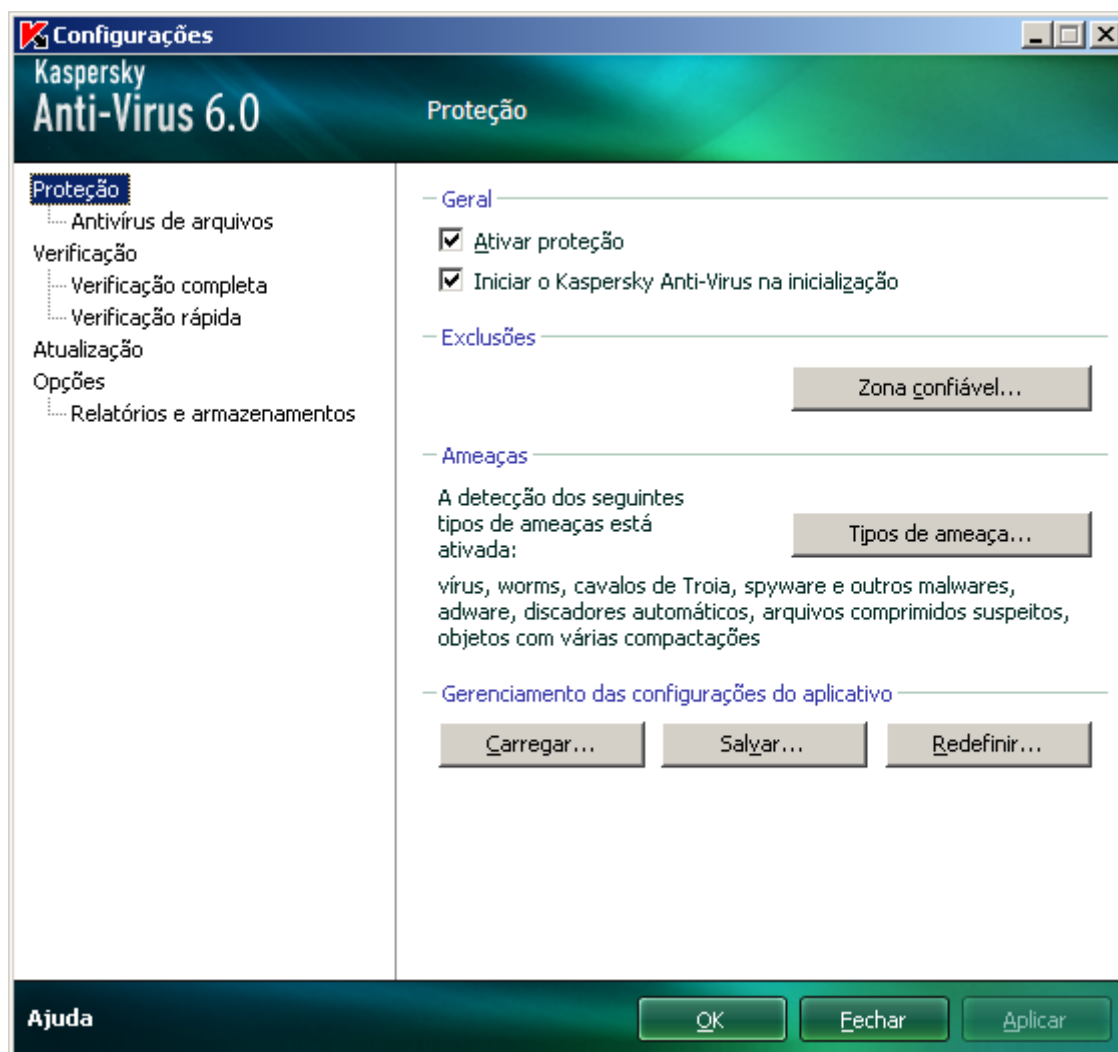 Configurações
Kaspersky
Anti-Virus 6.0
Proteção
Proteção
Antivírus de arquivos
Verificação
Verificação completa
Verificação rápida
Atualização
Opções
Relatórios e armazenamentos
Geral
Ativar proteção
Iniciar o Kaspersky Anti-Virus na inicialização
Exclusões
Zona confiável...
Ameaças
A detecção dos seguintes
tipos de ameaças está
ativada:
Tipos de ameaça...
vírus, worms, cavalos de Troia, spyware e outros malwares,
adware, discadores automáticos, arquivos comprimidos suspeitos,
objetos com várias compactações
Gerenciamento das configurações do aplicativo
Carregar...
Salvar...
Redefinir...
Ajuda
OK
Fechar
Aplicar